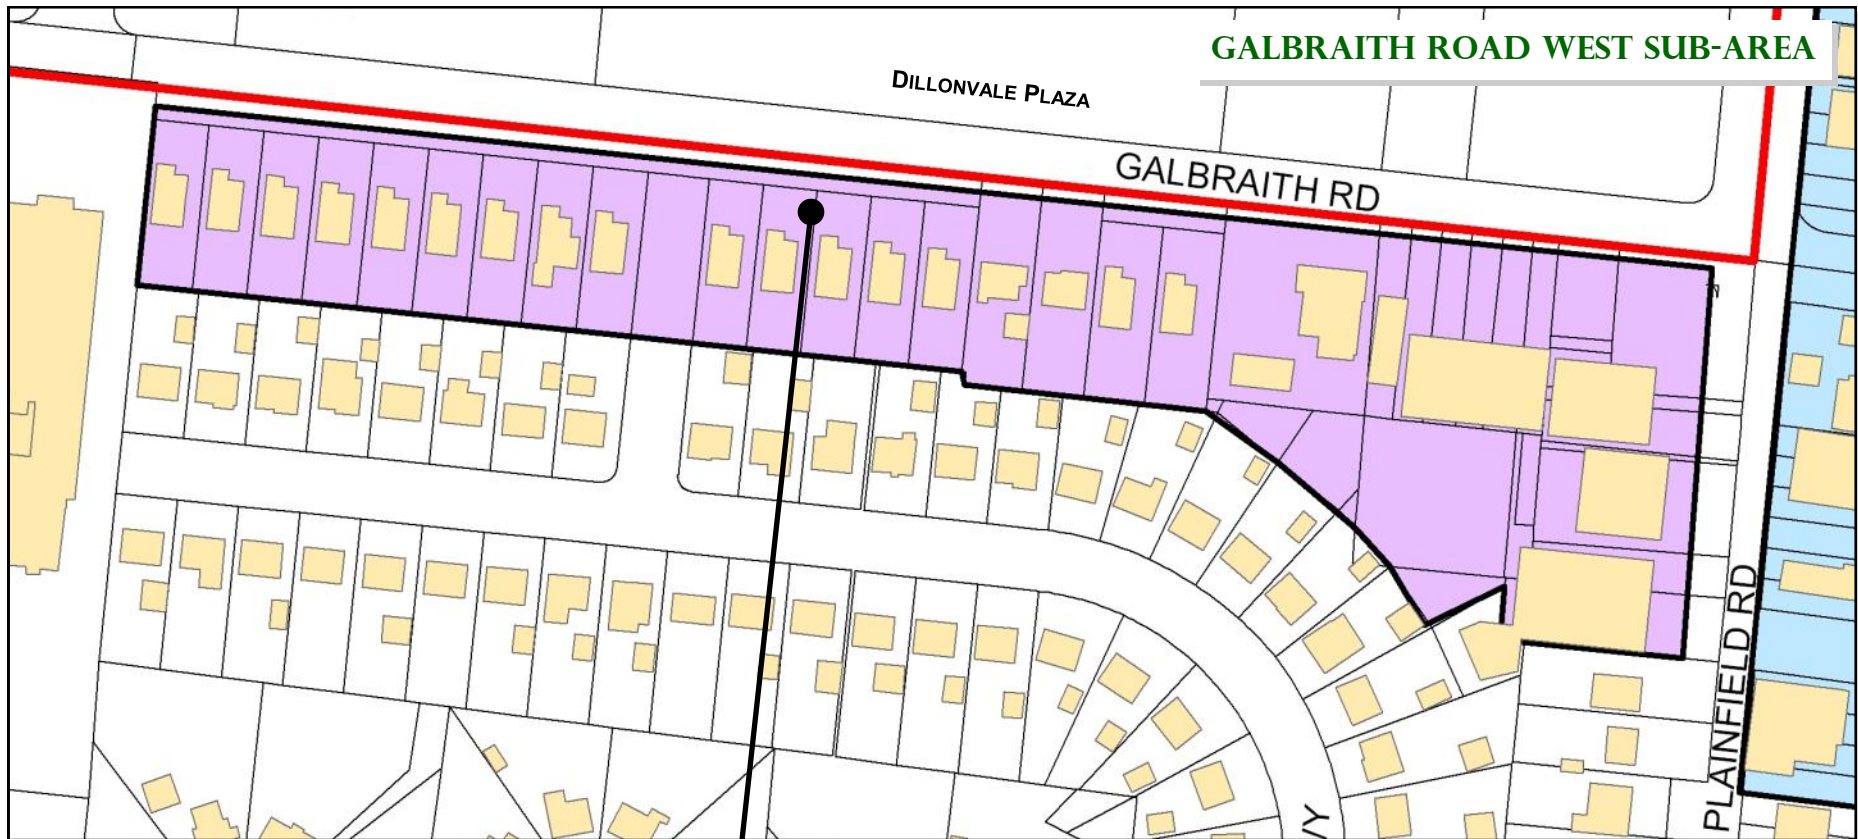 GALBRAITH ROAD WEST SUB-AREA
DILLONVALE PLAZA
GALBRAITH RD
PLAINFIELD RD